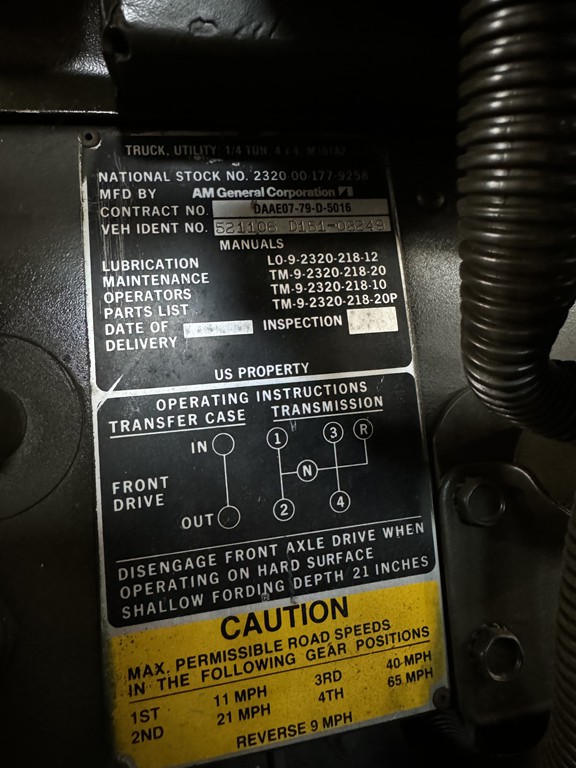 TRUCK, UTILITY, 1/4 TON, 4 x 4, M151A2
NATIONAL STOCK NO. 2320 00-177-9258
MFD BY AM General Corporation
CONTRACT NO. DAAE07-79-D-5016
VEH IDENT NO. 521106 D151-08249
MANUALS
LUBRICATION LO-9-2320-218-12
MAINTENANCE TM-9-2320-218-20
OPERATORS TM-9-2320-218-10
PARTS LIST TM-9-2320-218-20P
DATE OF INSPECTION
DELIVERY
US PROPERTY
OPERATING INSTRUCTIONS
TRANSFER CASE TRANSMISSION
IN 1 3 R
N
FRONT
DRIVE
OUT 2 4
DISENGAGE FRONT AXLE DRIVE WHEN
OPERATING ON HARD SURFACE
SHALLOW FORDING DEPTH 21 INCHES
CAUTION
MAX. PERMISSIBLE ROAD SPEEDS
IN THE FOLLOWING GEAR POSITIONS
1ST 11 MPH 3RD 40 MPH
2ND 21 MPH 4TH 65 MPH
REVERSE 9 MPH